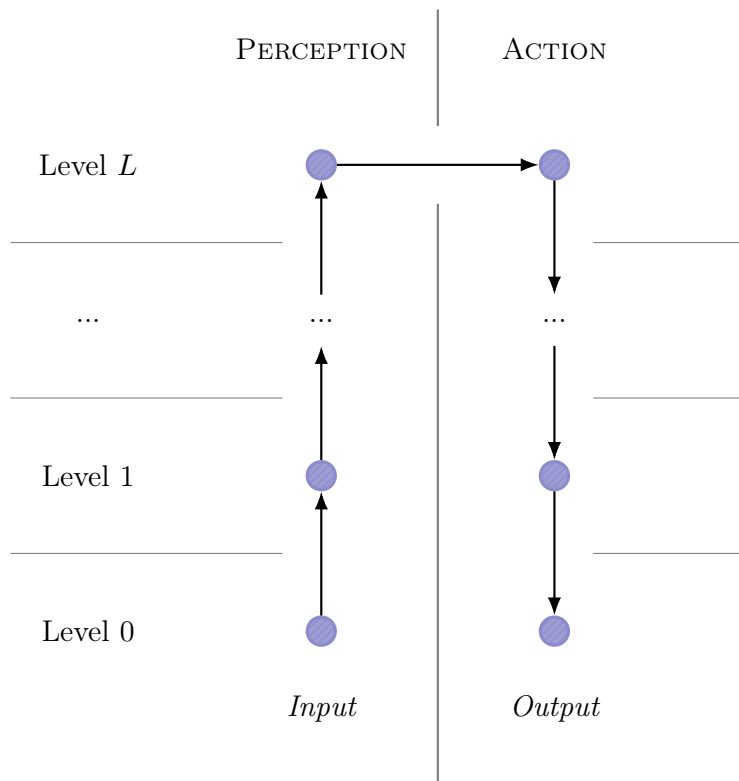 PERCEPTION ACTION
Level L
... ... ...
Level 1
Level 0
Input Output